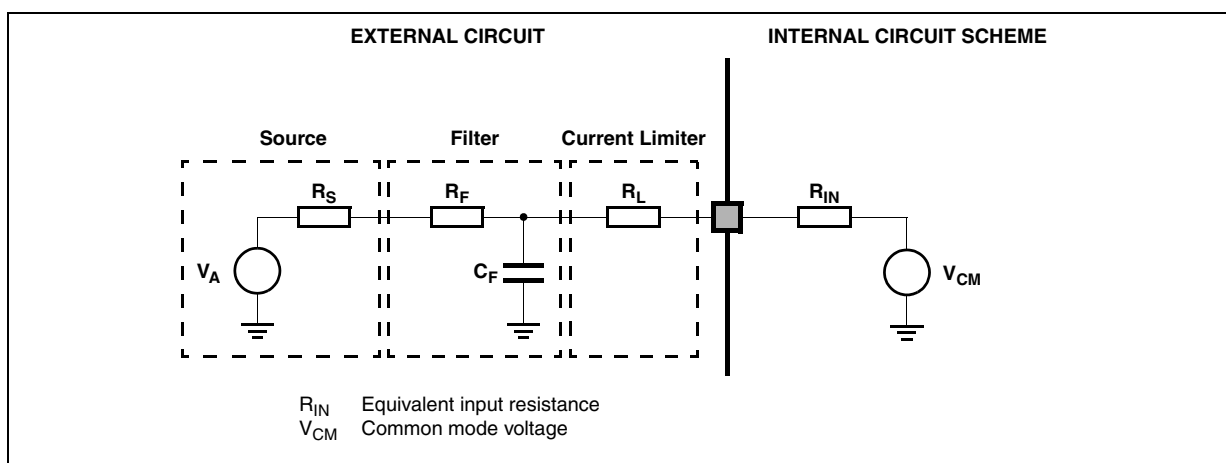 EXTERNAL CIRCUIT
INTERNAL CIRCUIT SCHEME
Source
Filter
Current Limiter
RS
RF
RL
RIN
VA
CF
VCM
RIN Equivalent input resistance
VCM Common mode voltage